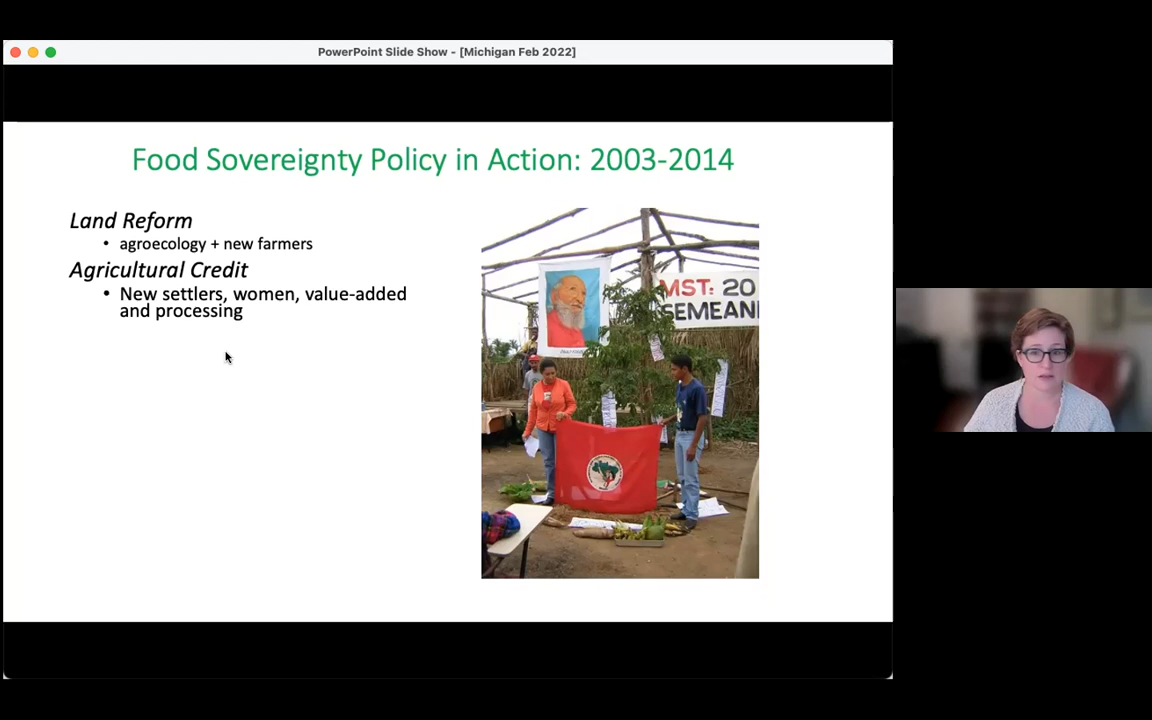 PowerPoint Slide Show - [Michigan Feb 2022]
Food Sovereignty Policy in Action: 2003-2014
Land Reform
• agroecology + new farmers
Agricultural Credit
• New settlers, women, value-added
and processing
MST: 20
SEMEAN